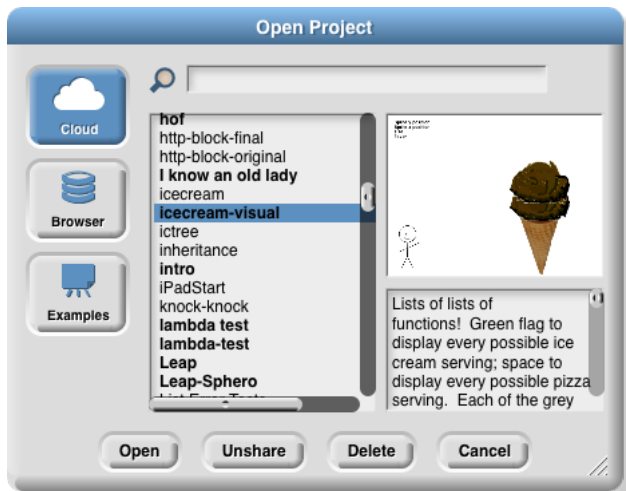 Open Project
Cloud
Browser
Examples
hof
http-block-final
http-block-original
I know an old lady
icecream
icecream-visual
ictree
inheritance
intro
iPadStart
knock-knock
lambda test
lambda-test
Leap
Leap-Sphero
Lists of lists of
functions!  Green flag to
display every possible ice
cream serving; space to
display every possible pizza
serving.  Each of the grey
Open
Unshare
Delete
Cancel